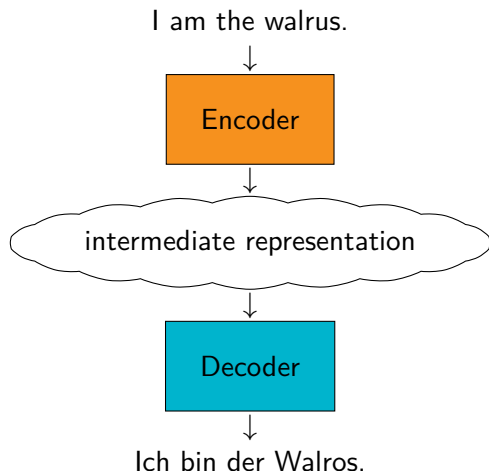 I am the walrus.
Encoder
intermediate representation
Decoder
Ich bin der Walros.